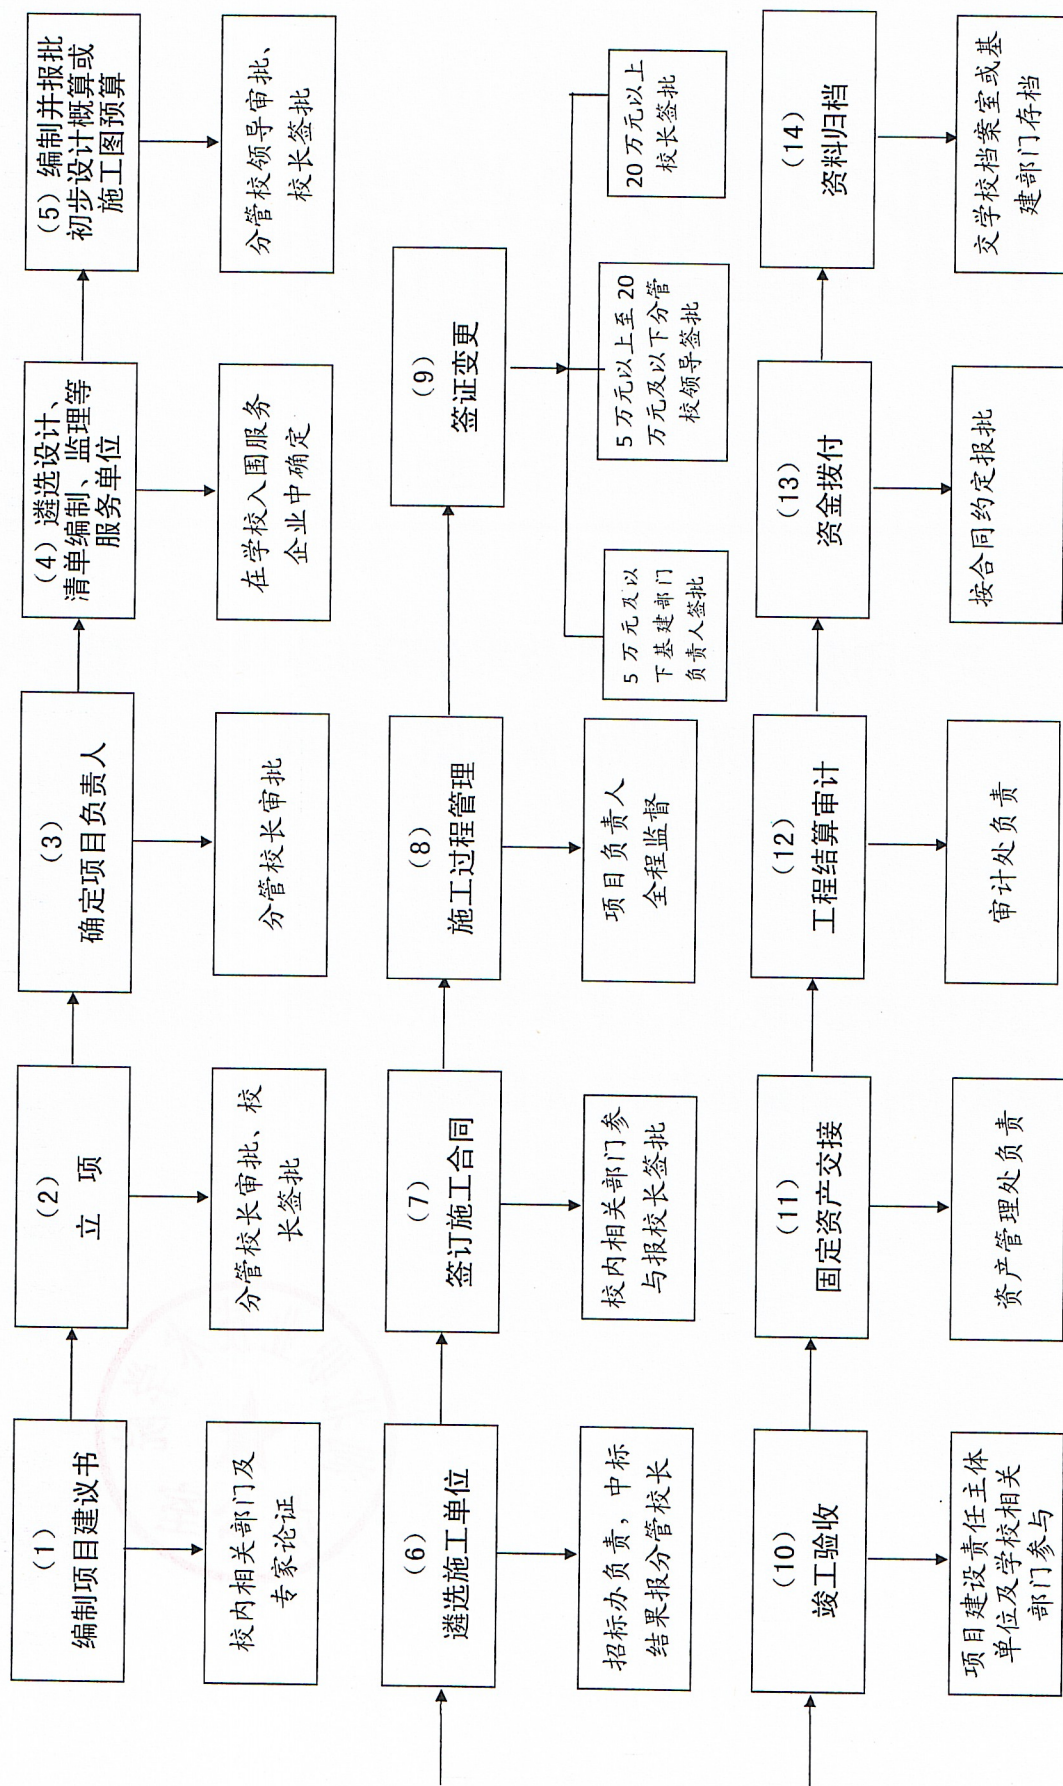 （1）
编制项目建议书
校内相关部门及
专家论证
（2）
立 项
分管校长审批、校
长签批
（3）
确定项目负责人
分管校长审批
（4）遴选设计、
清单编制、监理等
服务单位
在学校入围服务
企业中确定
（5）编制并报批
初步设计概算或
施工图预算
分管校领导审批、
校长签批
（6）
遴选施工单位
招标办负责，中标
结果报分管校长
（7）
签订施工合同
校内相关部门参
与报校长签批
（8）
施工过程管理
项目负责人
全程监督
（9）
签证变更
5 万元及以
下基建部门
负责人签批
5 万元以上至 20
万元及以下分管
校领导签批
20 万元以上
校长签批
（10）
竣工验收
项目建设责任主体
单位及学校相关
部门参与
（11）
固定资产交接
资产管理处负责
（12）
工程结算审计
审计处负责
（13）
资金拨付
按合同约定报批
（14）
资料归档
交学校档案室或基
建部门存档